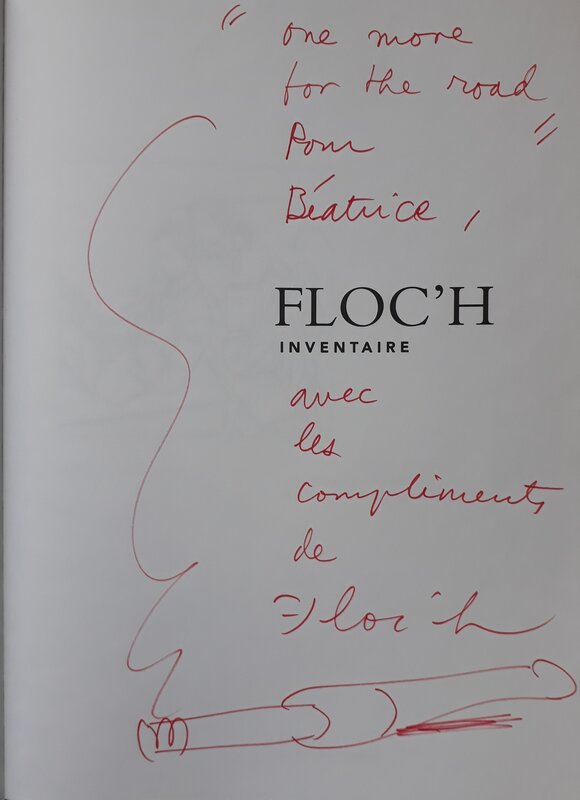 " one more
for the road "
Pour
Béatrice,
FLOC'H
INVENTAIRE
avec
les
compliments
de
Floc'h